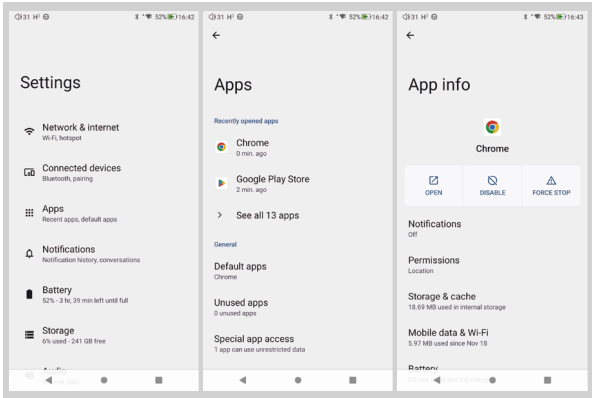 31 H 52% 16:42
Settings
Network & internet
Wi-Fi, hotspot
Connected devices
Bluetooth, pairing
Apps
Recent apps, default apps
Notifications
Notification history, conversations
Battery
52% - 3 hr, 39 min left until full
Storage
6% used - 241 GB free
Audio
31 H 52% 16:42
Apps
Recently opened apps
Chrome
0 min. ago
Google Play Store
2 min. ago
See all 13 apps
General
Default apps
Chrome
Unused apps
0 unused apps
Special app access
1 app can use unrestricted data
31 H 52% 16:43
App info
Chrome
OPEN DISABLE FORCE STOP
Notifications
Off
Permissions
Location
Storage & cache
18.69 MB used in internal storage
Mobile data & Wi-Fi
5.97 MB used since Nov 18
Battery